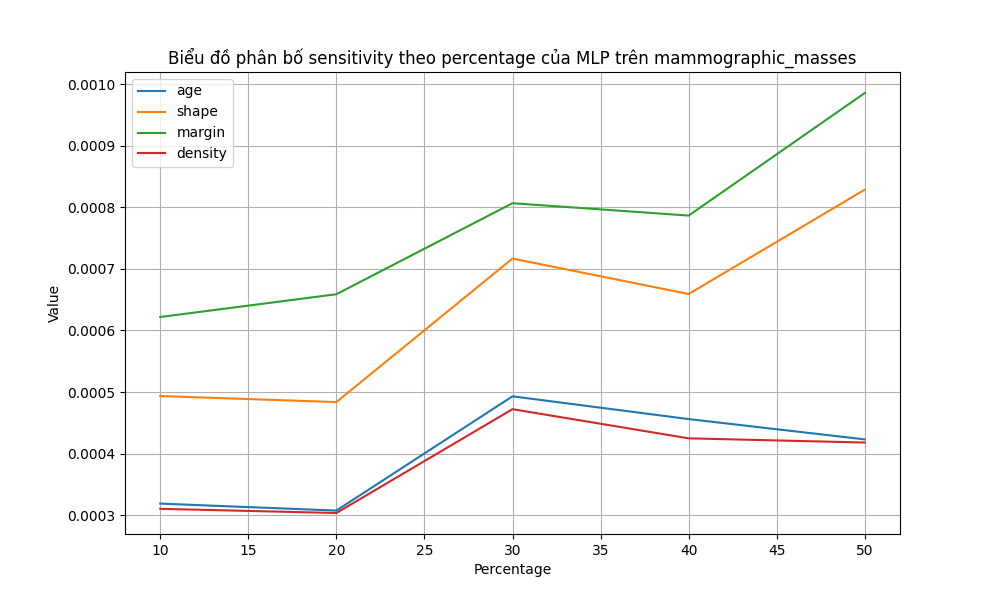 Biểu đồ phân bố sensitivity theo percentage của MLP trên mammographic_masses
age
shape
margin
density
0.0010
0.0009
0.0008
0.0007
0.0006
0.0005
0.0004
0.0003
Value
10 15 20 25 30 35 40 45 50
Percentage